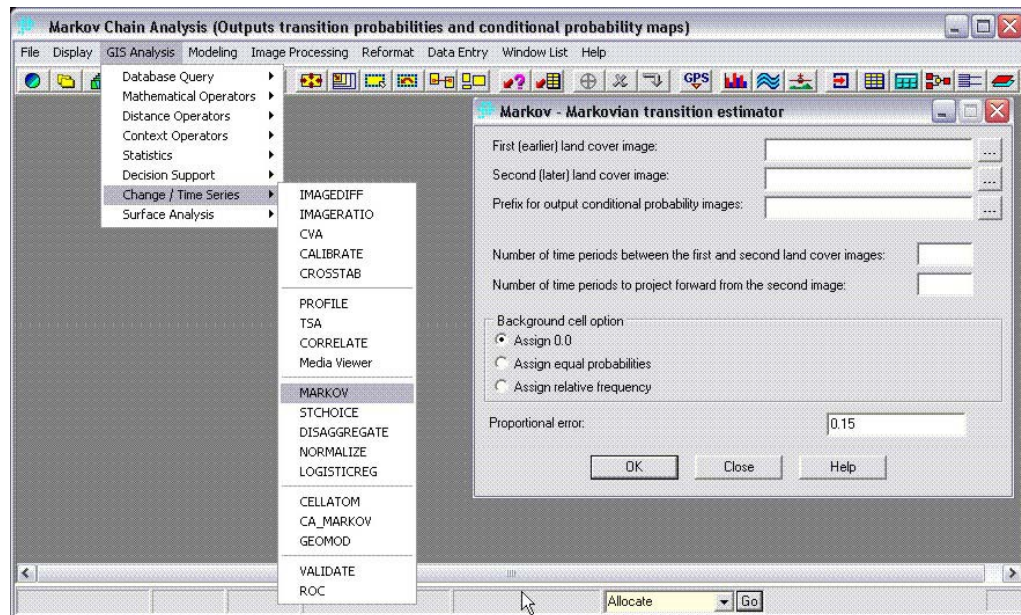 Markov Chain Analysis (Outputs transition probabilities and conditional probability maps)
File Display GIS Analysis Modeling Image Processing Reformat Data Entry Window List Help
GPS
Database Query
Mathematical Operators
Distance Operators
Context Operators
Statistics
Decision Support
Change / Time Series
Surface Analysis
IMAGEDIFF
IMAGERATIO
CVA
CALIBRATE
CROSSTAB
PROFILE
TSA
CORRELATE
Media Viewer
MARKOV
STCHOICE
DISAGGREGATE
NORMALIZE
LOGISTICREG
CELLATOM
CA_MARKOV
GEOMOD
VALIDATE
ROC
Markov - Markovian transition estimator
First (earlier) land cover image:
...
Second (later) land cover image:
...
Prefix for output conditional probability images:
...
Number of time periods between the first and second land cover images:
Number of time periods to project forward from the second image:
Background cell option
Assign 0.0
Assign equal probabilities
Assign relative frequency
Proportional error:
0.15
OK Close Help
Allocate Go